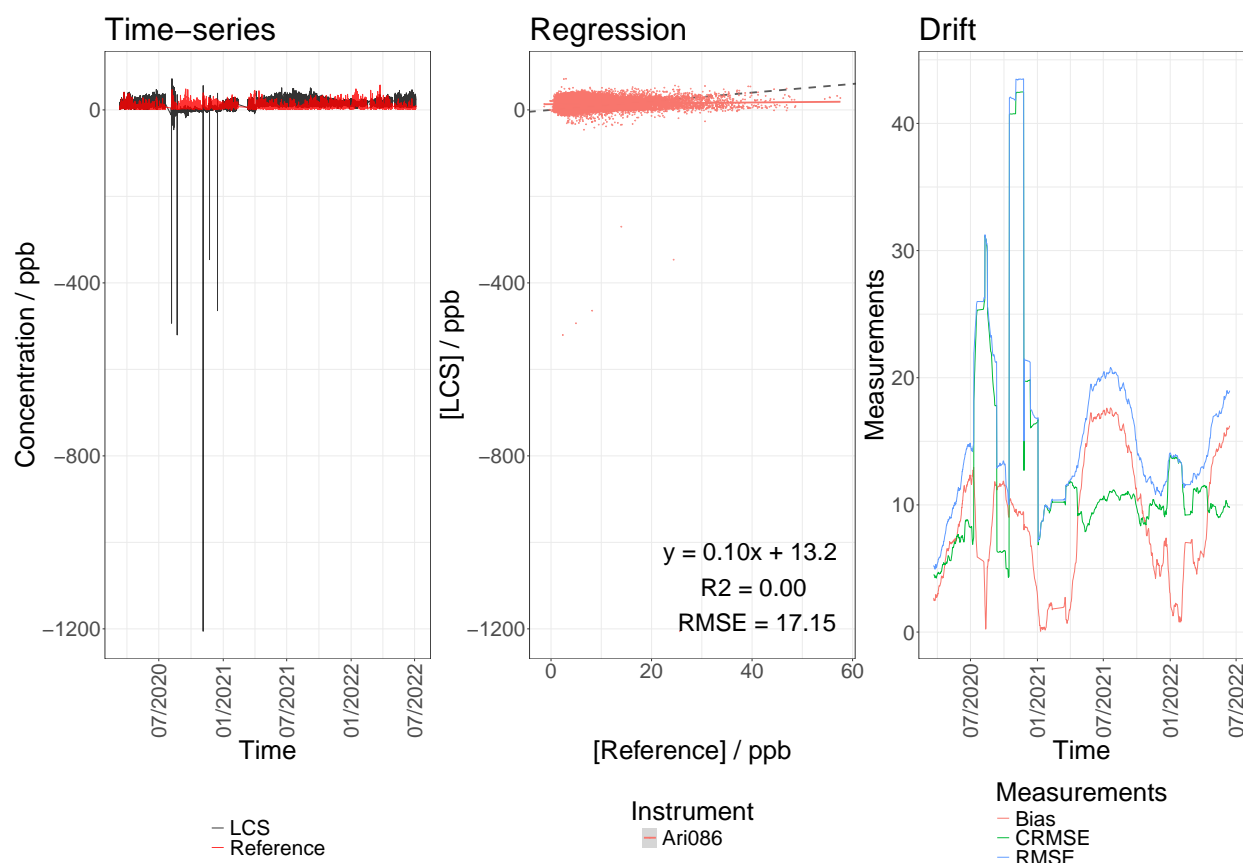 Time−series
Regression
Drift
Concentration / ppb
0
−400
−800
−1200
07/2020
01/2021
07/2021
01/2022
07/2022
Time
LCS
Reference
[LCS] / ppb
0
−400
−800
−1200
y = 0.10x + 13.2
R2 = 0.00
RMSE = 17.15
0
20
40
60
[Reference] / ppb
Instrument
Ari086
Measurements
40
30
20
10
0
07/2020
01/2021
07/2021
01/2022
07/2022
Time
Measurements
Bias
CRMSE
RMSE